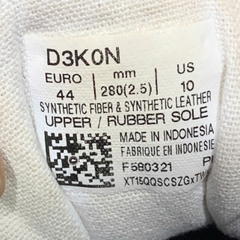 D3K0N
EURO mm US
44 280(2.5) 10
SYNTHETIC FIBER & SYNTHETIC LEATHER
UPPER / RUBBER SOLE
MADE IN INDONESIA
FABRIQUE EN INDONESIE
F580321